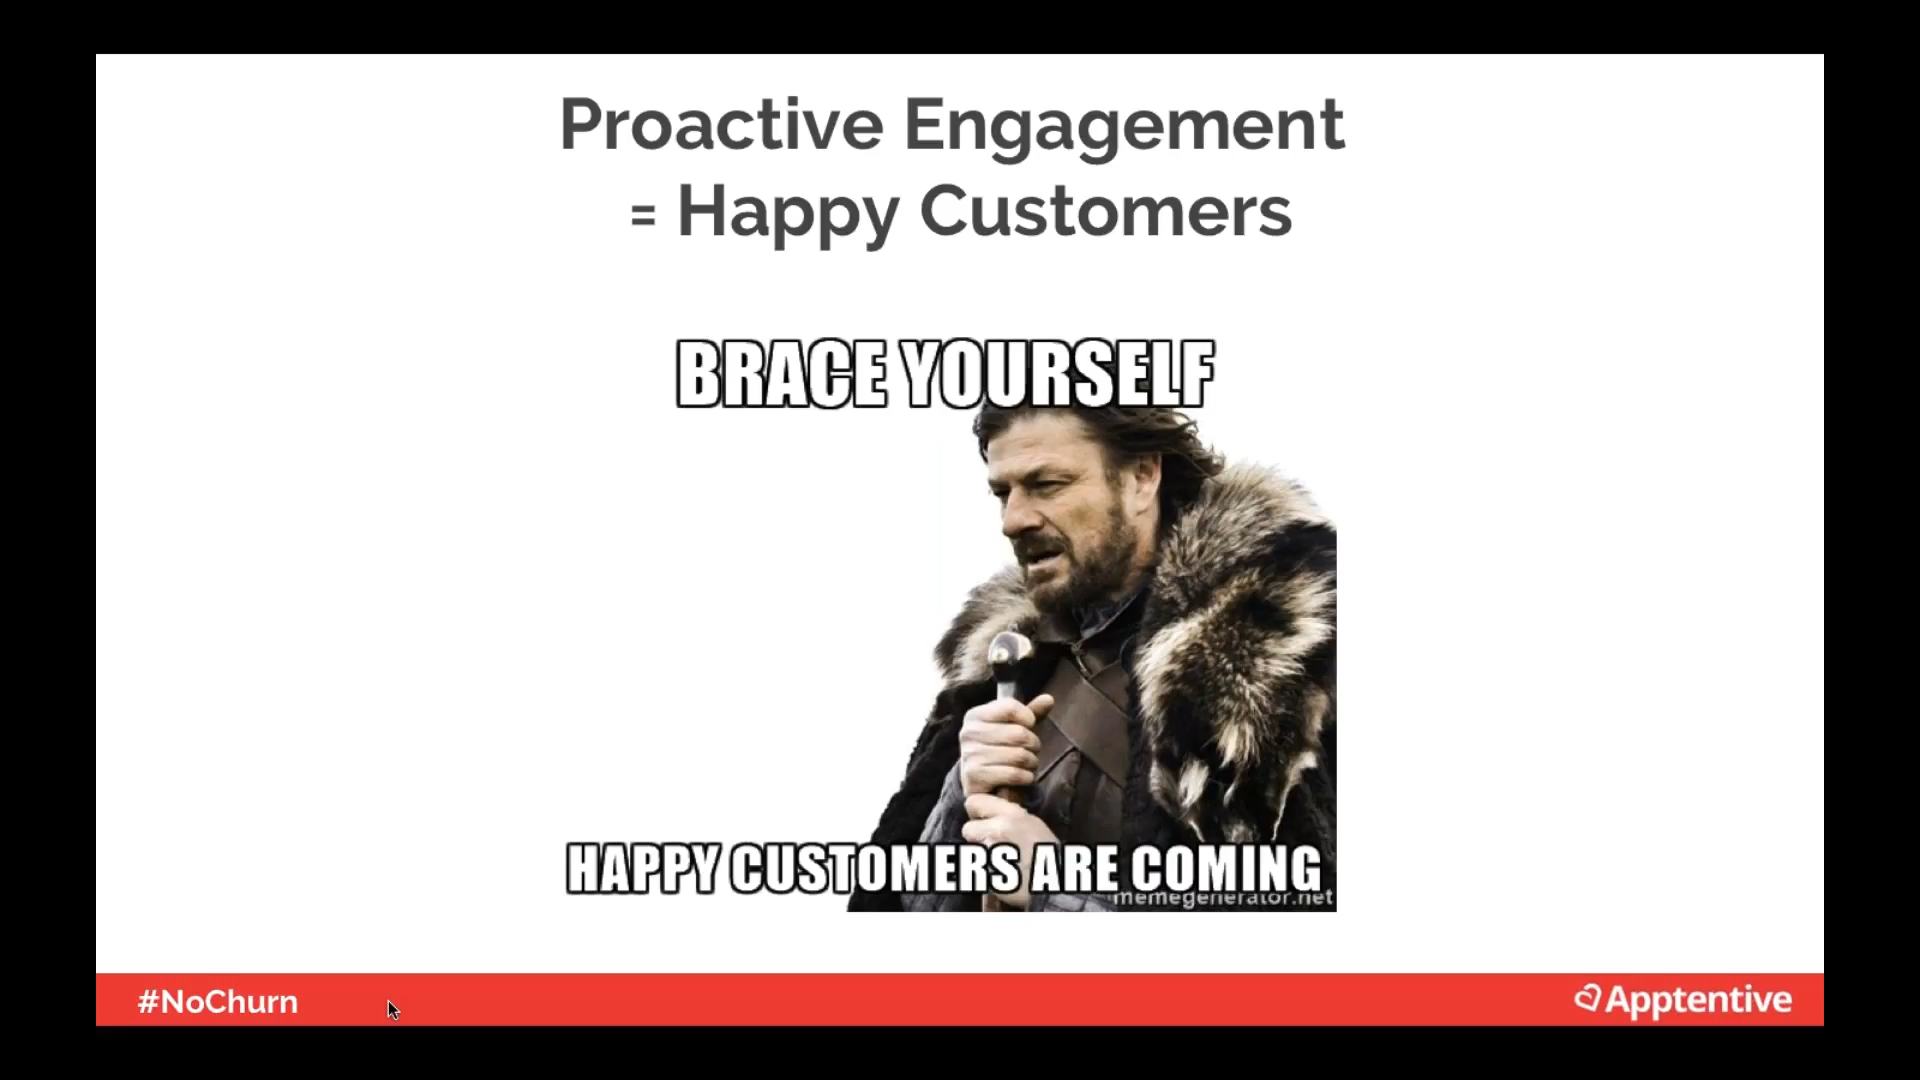 Proactive Engagement
= Happy Customers
BRACE YOURSELF
HAPPY CUSTOMERS ARE COMING
memegenerator.net
#NoChurn
Apptentive